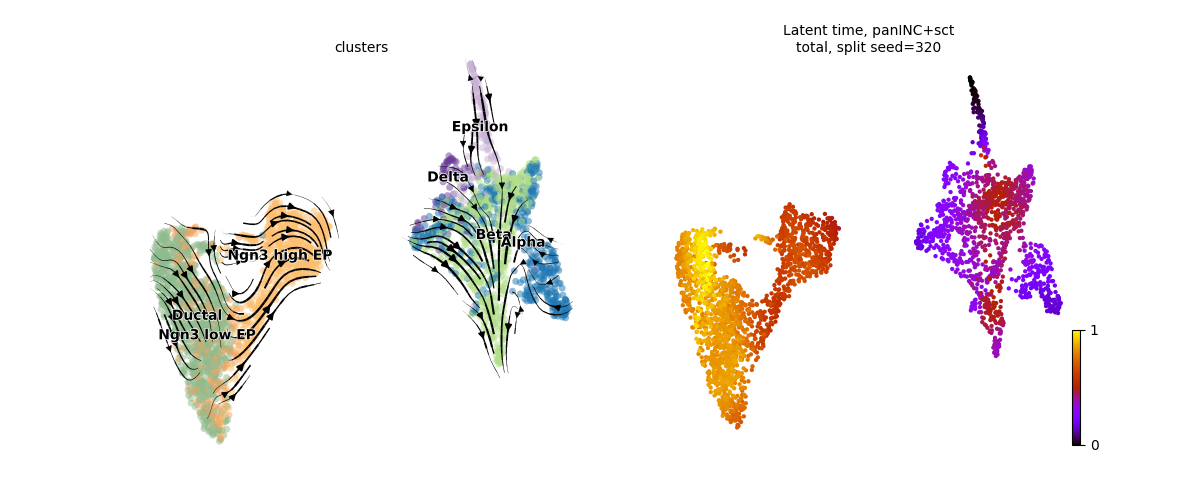 clusters
Latent time, panINC+sct
total, split seed=320
Epsilon
Delta
Beta
Alpha
Ngn3 high EP
Ductal
Ngn3 low EP
1
0